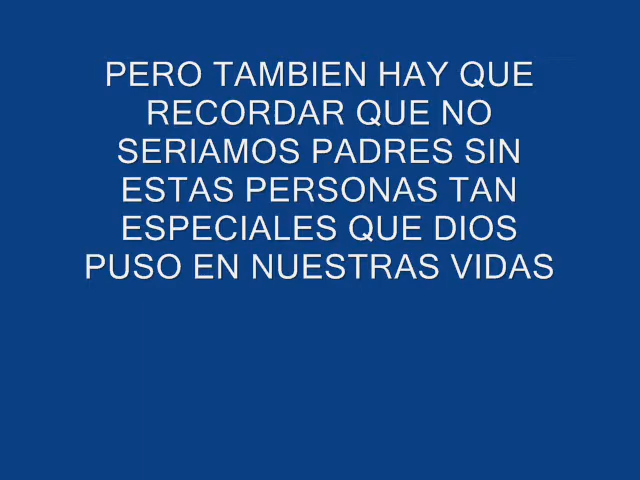 PERO TAMBIEN HAY QUE
RECORDAR QUE NO
SERIAMOS PADRES SIN
ESTAS PERSONAS TAN
ESPECIALES QUE DIOS
PUSO EN NUESTRAS VIDAS